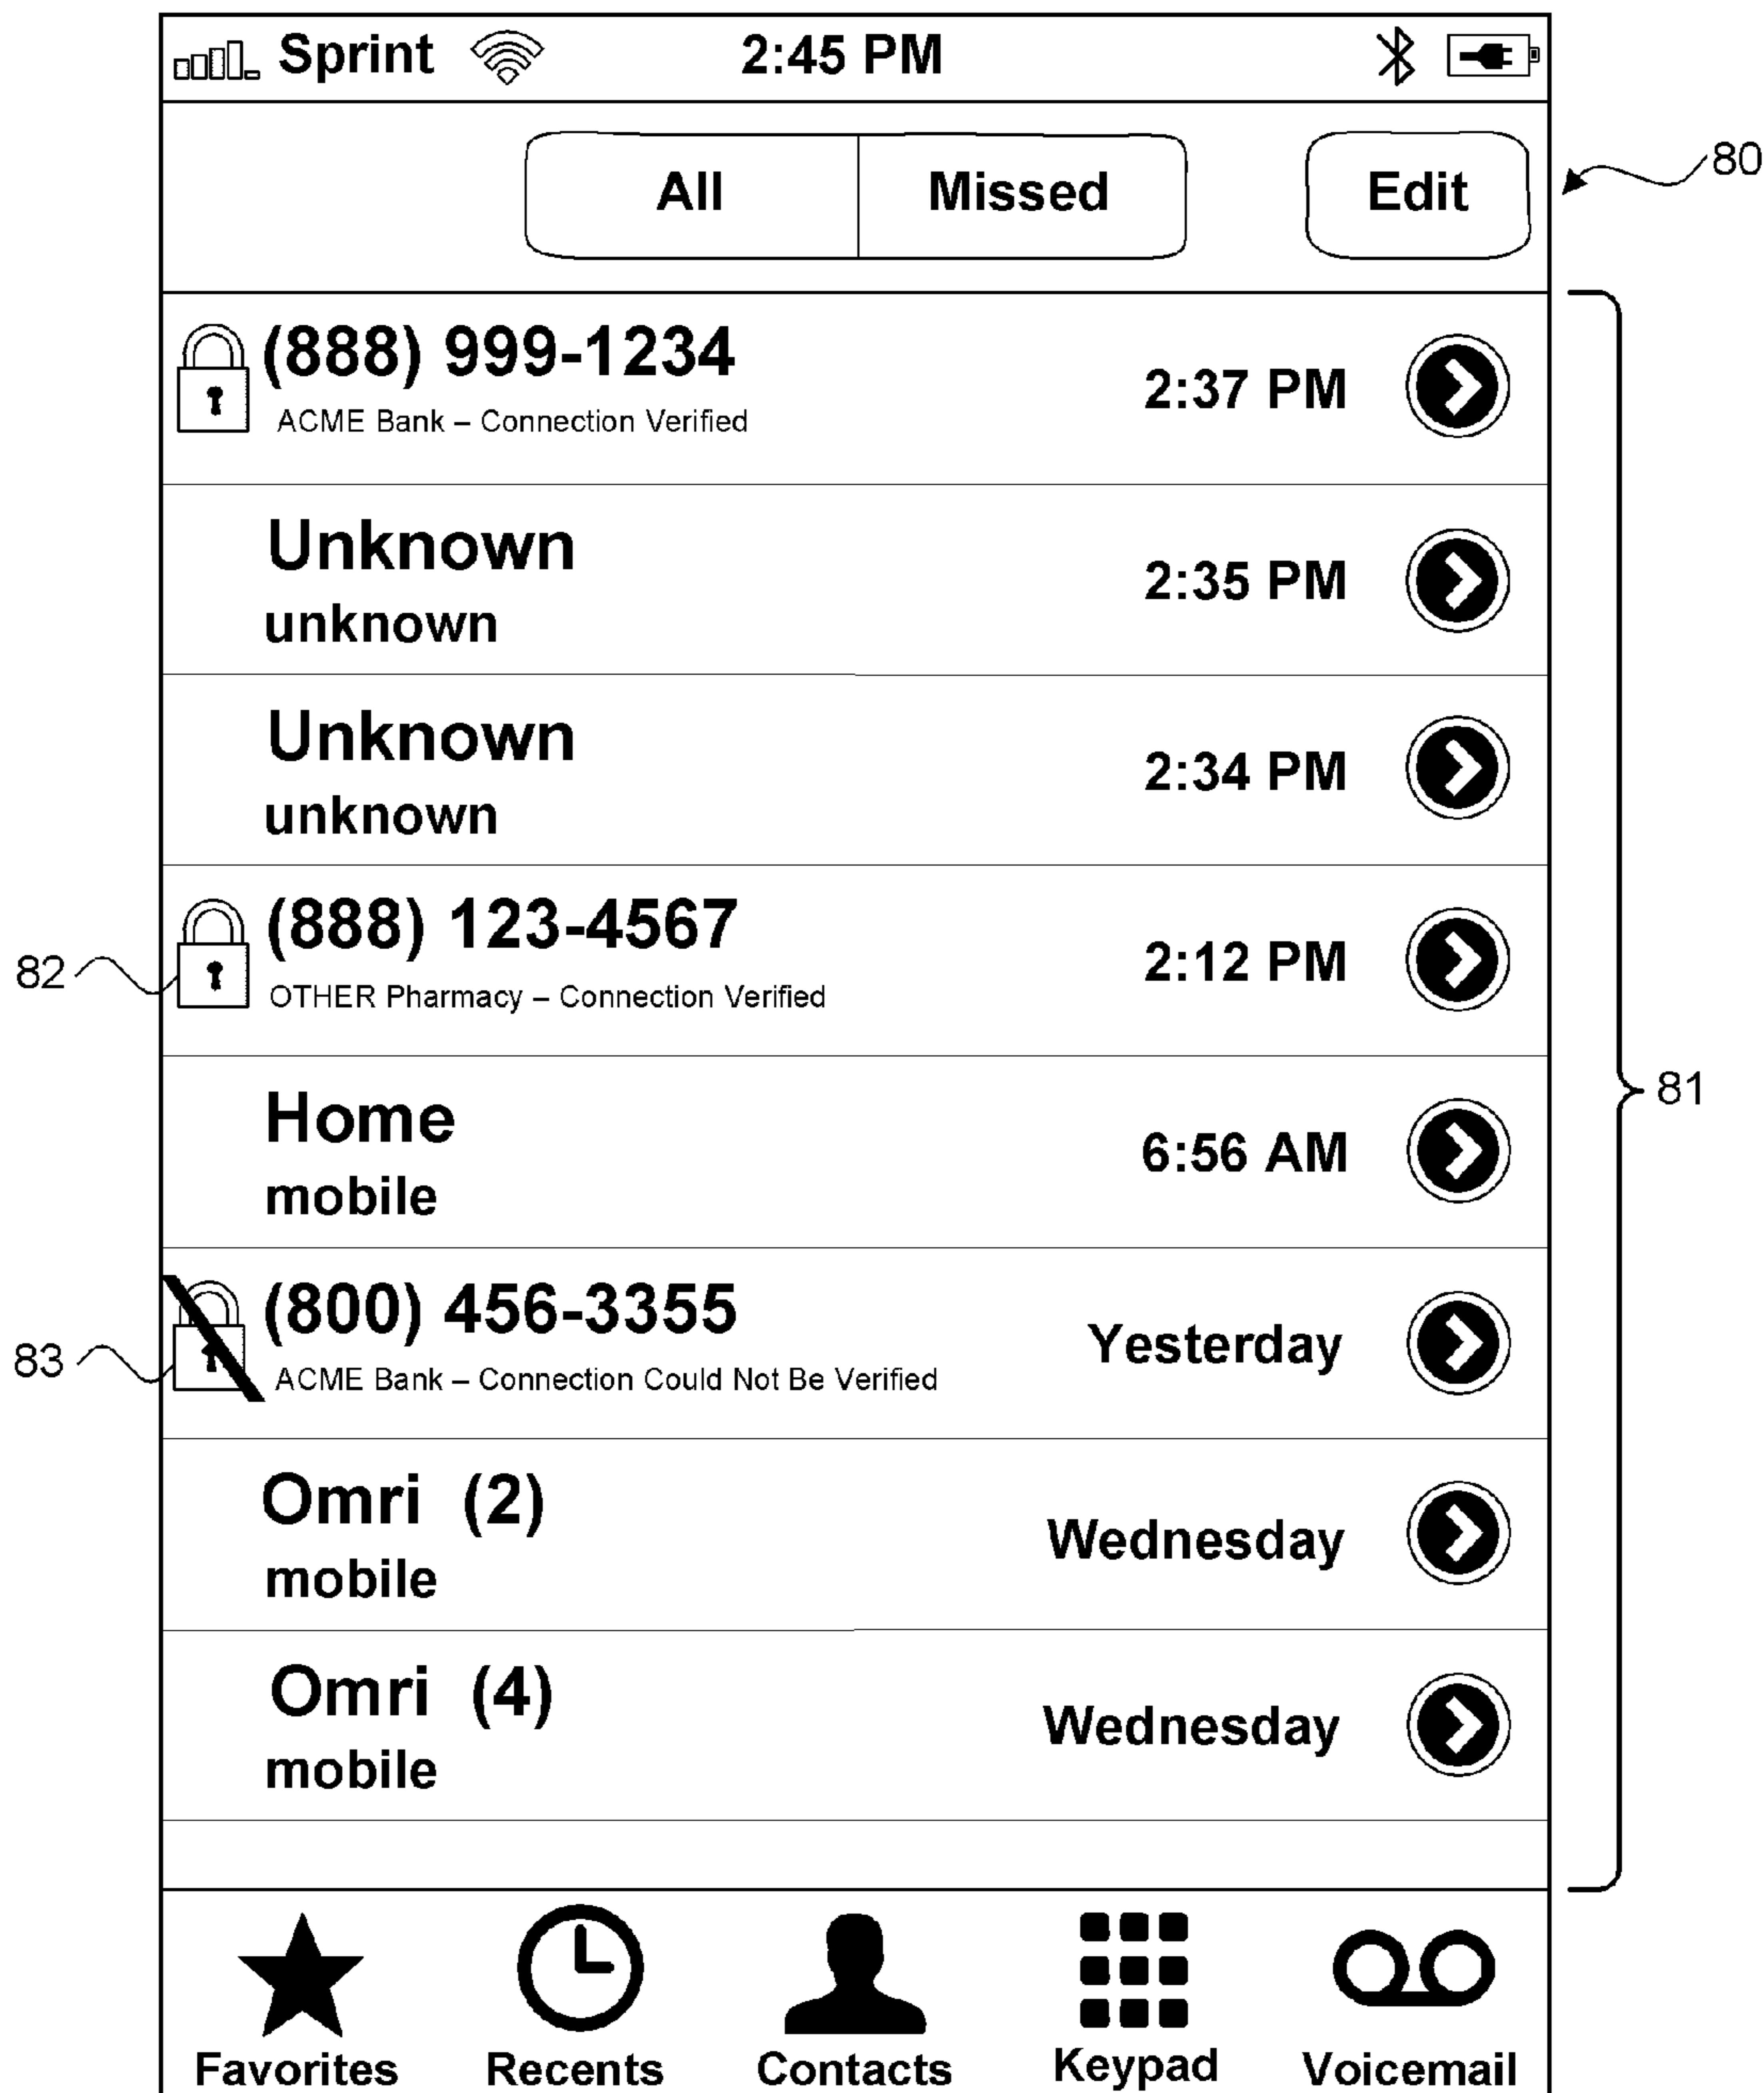 Sprint 2:45 PM
All Missed Edit
80
(888) 999-1234
ACME Bank – Connection Verified
2:37 PM
Unknown
unknown
2:35 PM
Unknown
unknown
2:34 PM
(888) 123-4567
OTHER Pharmacy – Connection Verified
2:12 PM
82
Home
mobile
6:56 AM
81
(800) 456-3355
ACME Bank – Connection Could Not Be Verified
Yesterday
83
Omri (2)
mobile
Wednesday
Omri (4)
mobile
Wednesday
Favorites Recents Contacts Keypad Voicemail